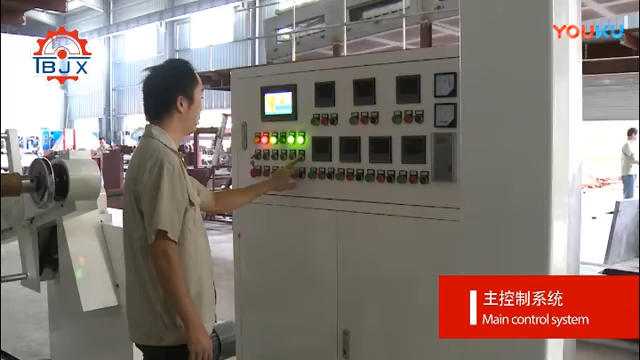 TBJX
YOUKU
主控制系统
Main control system